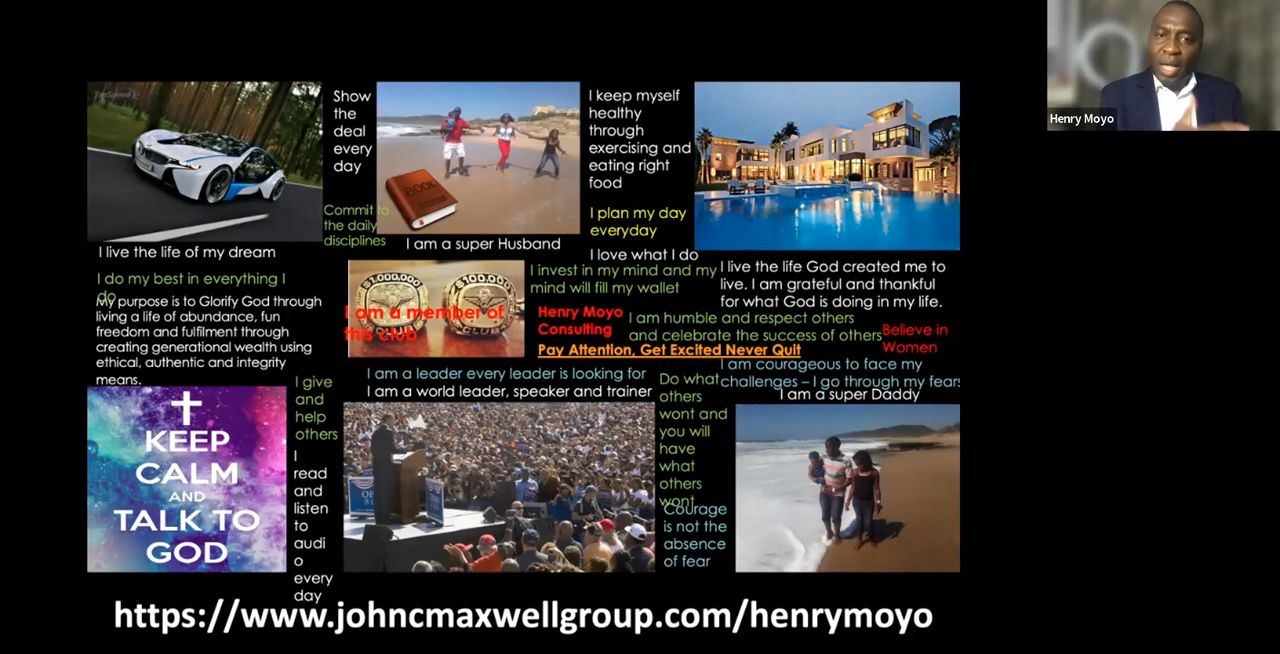 Henry Moyo
TopSpeed
Show
the
deal
every
day
Commit to
the daily
disciplines
I live the life of my dream
I do my best in everything I
do
My purpose is to Glorify God through
living a life of abundance, fun
freedom and fulfilment through
creating generational wealth using
ethical, authentic and integrity
means.
BOOK
I am a super Husband
I keep myself
healthy
through
exercising and
eating right
food
I plan my day
everyday
I love what I do
I invest in my mind and my
mind will fill my wallet
I live the life God created me to
live. I am grateful and thankful
for what God is doing in my life.
$1,000,000
$100,000
CLUB
CLUB
I am a member of
this club
Henry Moyo
Consulting
I am humble and respect others
and celebrate the success of others
Believe in
Women
Pay Attention, Get Excited Never Quit
I am courageous to face my
challenges – I go through my fears
I am a super Daddy
I am a leader every leader is looking for
I am a world leader, speaker and trainer
I give
and
help
others
I
read
and
listen
to
audi
o
every
day
KEEP
CALM
AND
TALK TO
GOD
Do what
others
wont and
you will
have
what
others
wont
Courage
is not the
absence
of fear
https://www.johncmaxwellgroup.com/henrymoyo